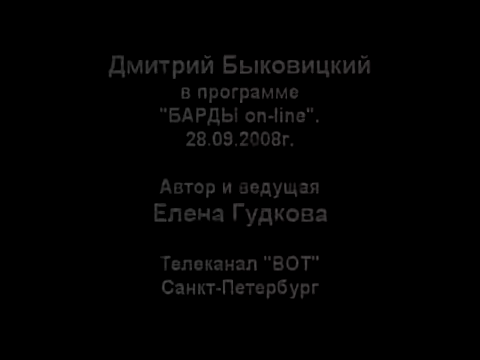 Дмитрий Быковицкий
в программе
"БАРДЫ on-line".
28.09.2008г.
Автор и ведущая
Елена Гудкова
Телеканал "ВОТ"
Санкт-Петербург